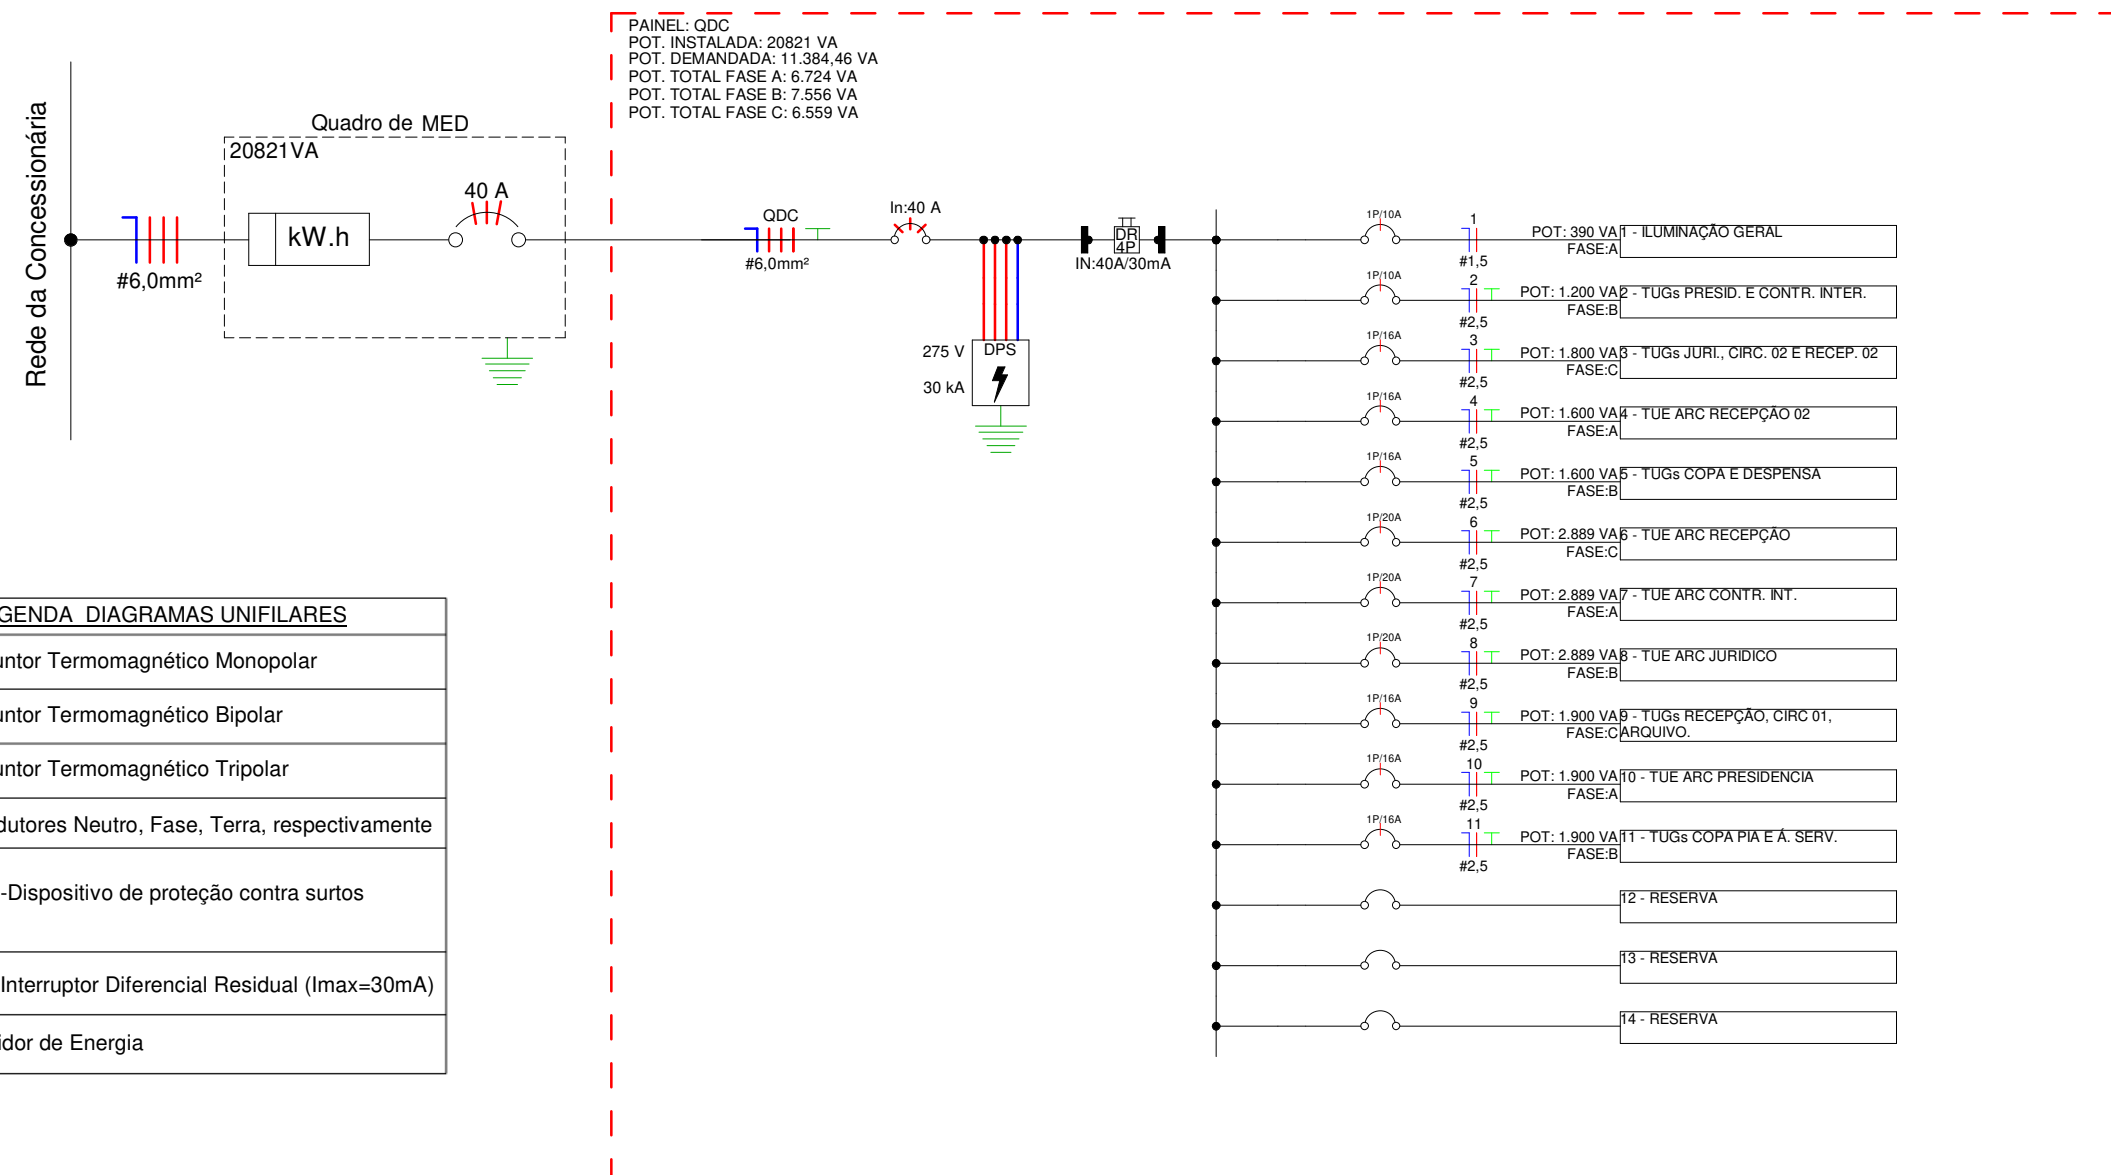 PAINEL: QDC
POT. INSTALADA: 20821 VA
POT. DEMANDADA: 11.384,46 VA
POT. TOTAL FASE A: 6.724 VA
POT. TOTAL FASE B: 7.556 VA
POT. TOTAL FASE C: 6.559 VA
Rede da Concessionária
#6,0mm²
Quadro de MED
20821VA
kW.h
40 A
QDC
#6,0mm²
In:40 A
275 V
30 kA
DPS
DR
4P
IN:40A/30mA
1P/10A
1
#1,5
POT: 390 VA
FASE:A
1 - ILUMINAÇÃO GERAL
1P/10A
2
#2,5
POT: 1.200 VA
FASE:B
2 - TUGs PRESID. E CONTR. INTER.
1P/16A
3
#2,5
POT: 1.800 VA
FASE:C
3 - TUGs JURI., CIRC. 02 E RECEP. 02
1P/16A
4
#2,5
POT: 1.600 VA
FASE:A
4 - TUE ARC RECEPÇÃO 02
1P/16A
5
#2,5
POT: 1.600 VA
FASE:B
5 - TUGs COPA E DESPENSA
1P/20A
6
#2,5
POT: 2.889 VA
FASE:C
6 - TUE ARC RECEPÇÃO
1P/20A
7
#2,5
POT: 2.889 VA
FASE:A
7 - TUE ARC CONTR. INT.
1P/20A
8
#2,5
POT: 2.889 VA
FASE:B
8 - TUE ARC JURIDICO
1P/16A
9
#2,5
POT: 1.900 VA
FASE:C
9 - TUGs RECEPÇÃO, CIRC 01,
ARQUIVO.
1P/16A
10
#2,5
POT: 1.900 VA
FASE:A
10 - TUE ARC PRESIDENCIA
1P/16A
11
#2,5
POT: 1.900 VA
FASE:B
11 - TUGs COPA PIA E Á. SERV.
12 - RESERVA
13 - RESERVA
14 - RESERVA
GENDA DIAGRAMAS UNIFILARES
untor Termomagnético Monopolar
untor Termomagnético Bipolar
untor Termomagnético Tripolar
dutores Neutro, Fase, Terra, respectivamente
-Dispositivo de proteção contra surtos
Interruptor Diferencial Residual (Imax=30mA)
idor de Energia